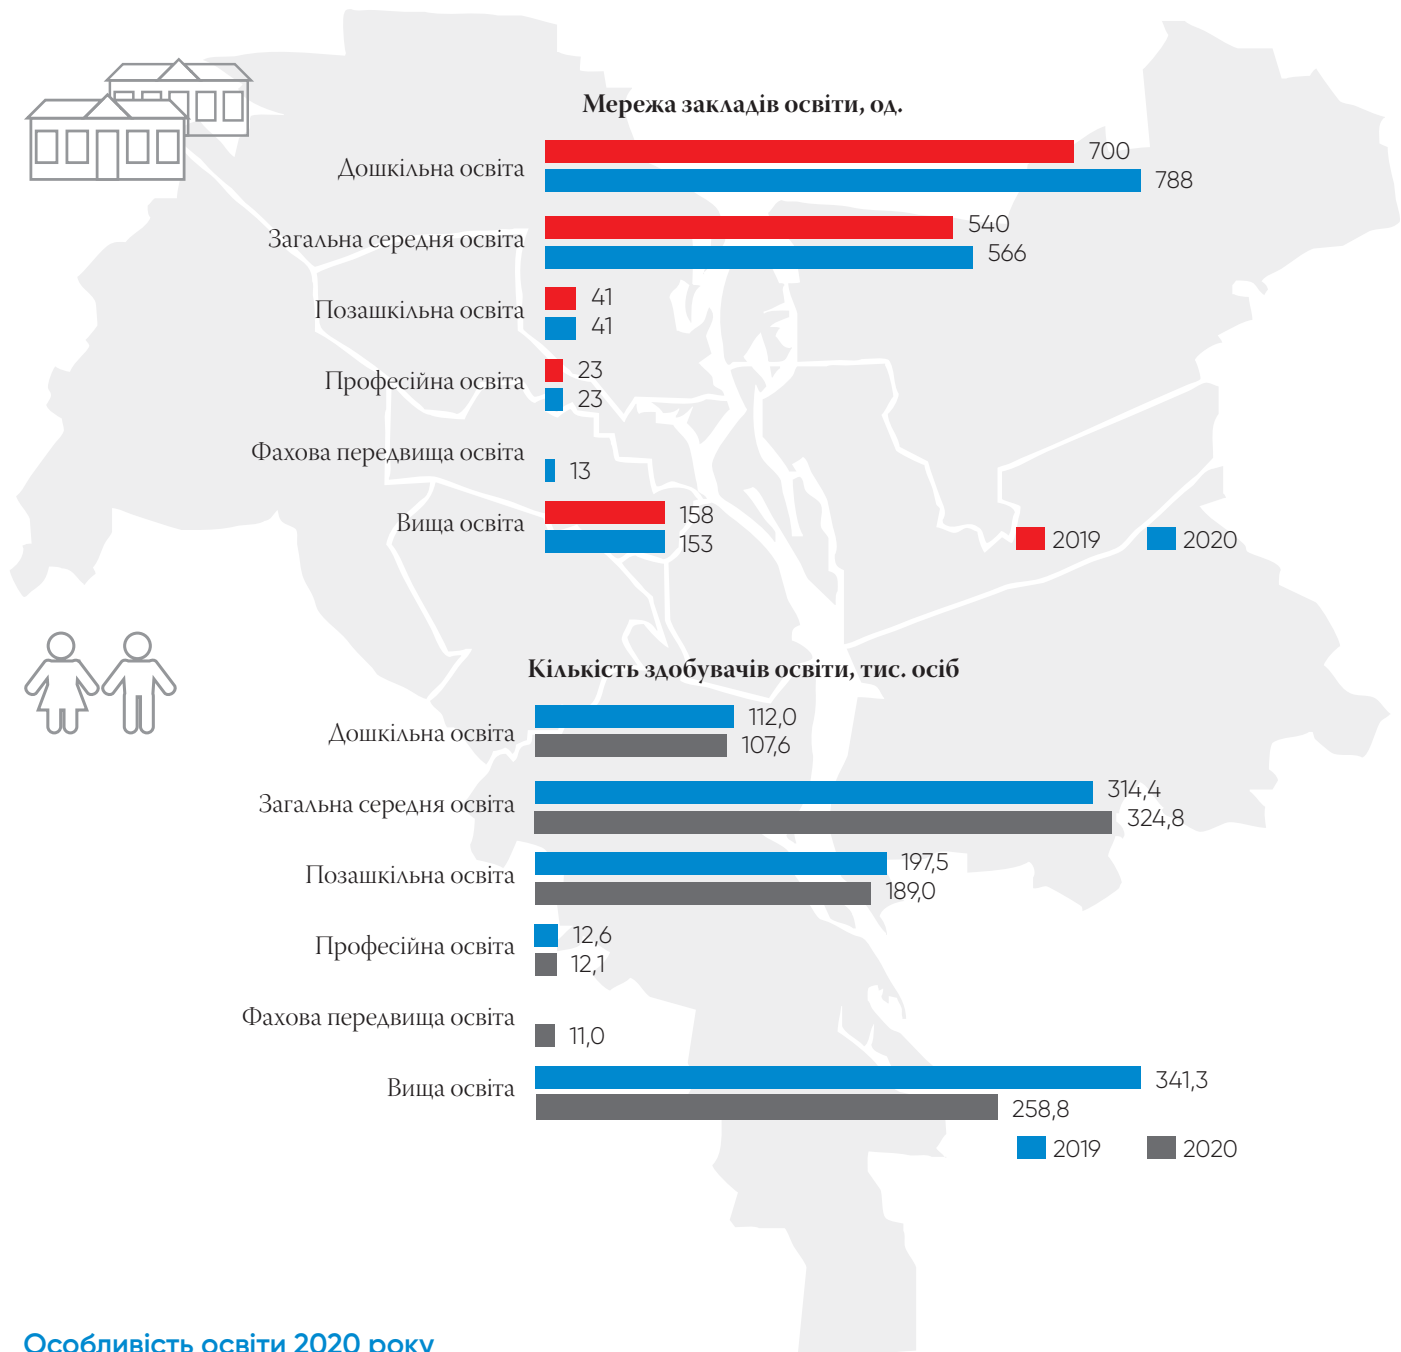 Мережа закладів освіти, од.
Дошкільна освіта
700
788
Загальна середня освіта
540
566
Позашкільна освіта
41
41
Професійна освіта
23
23
Фахова передвища освіта
13
Вища освіта
158
153
2019 2020
Кількість здобувачів освіти, тис. осіб
Дошкільна освіта
112,0
107,6
Загальна середня освіта
314,4
324,8
Позашкільна освіта
197,5
189,0
Професійна освіта
12,6
12,1
Фахова передвища освіта
11,0
Вища освіта
341,3
258,8
2019 2020
Особливість освіти 2020 року